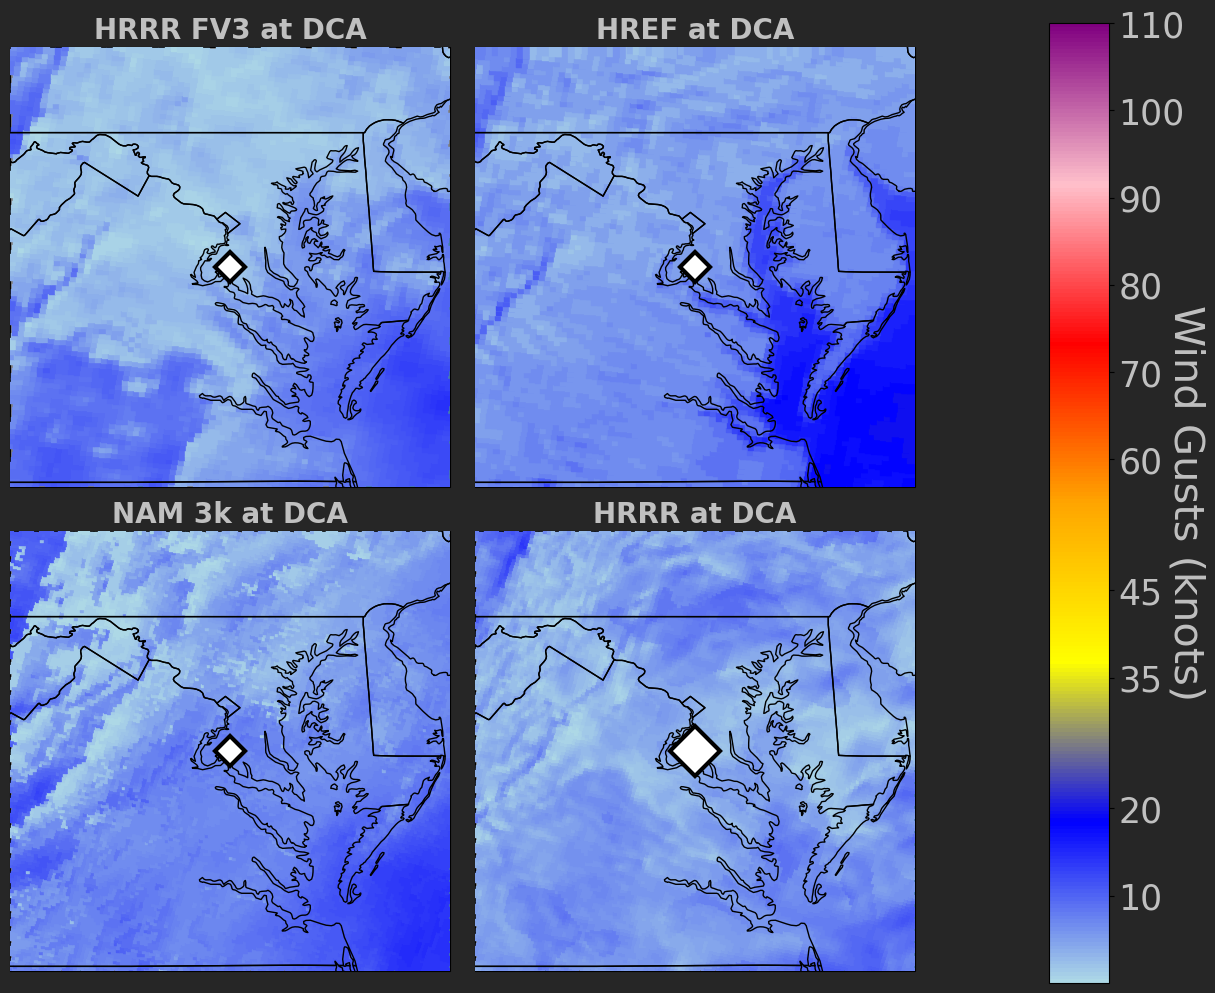 HRRR FV3 at DCA
HREF at DCA
NAM 3k at DCA
HRRR at DCA
110
100
90
80
70
60
45
35
20
10
Wind Gusts (knots)